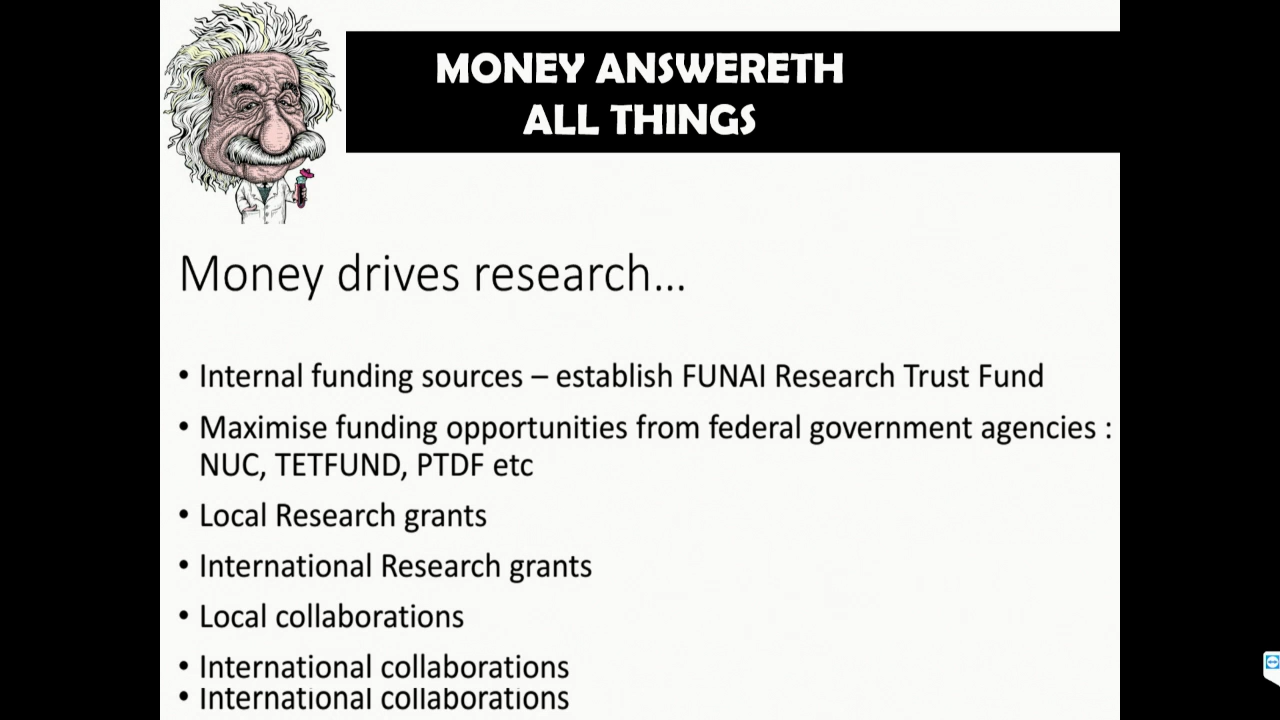 MONEY ANSWERETH
ALL THINGS
Money drives research...
• Internal funding sources – establish FUNAI Research Trust Fund
• Maximise funding opportunities from federal government agencies :
NUC, TETFUND, PTDF etc
• Local Research grants
• International Research grants
• Local collaborations
• International collaborations
• International collaborations